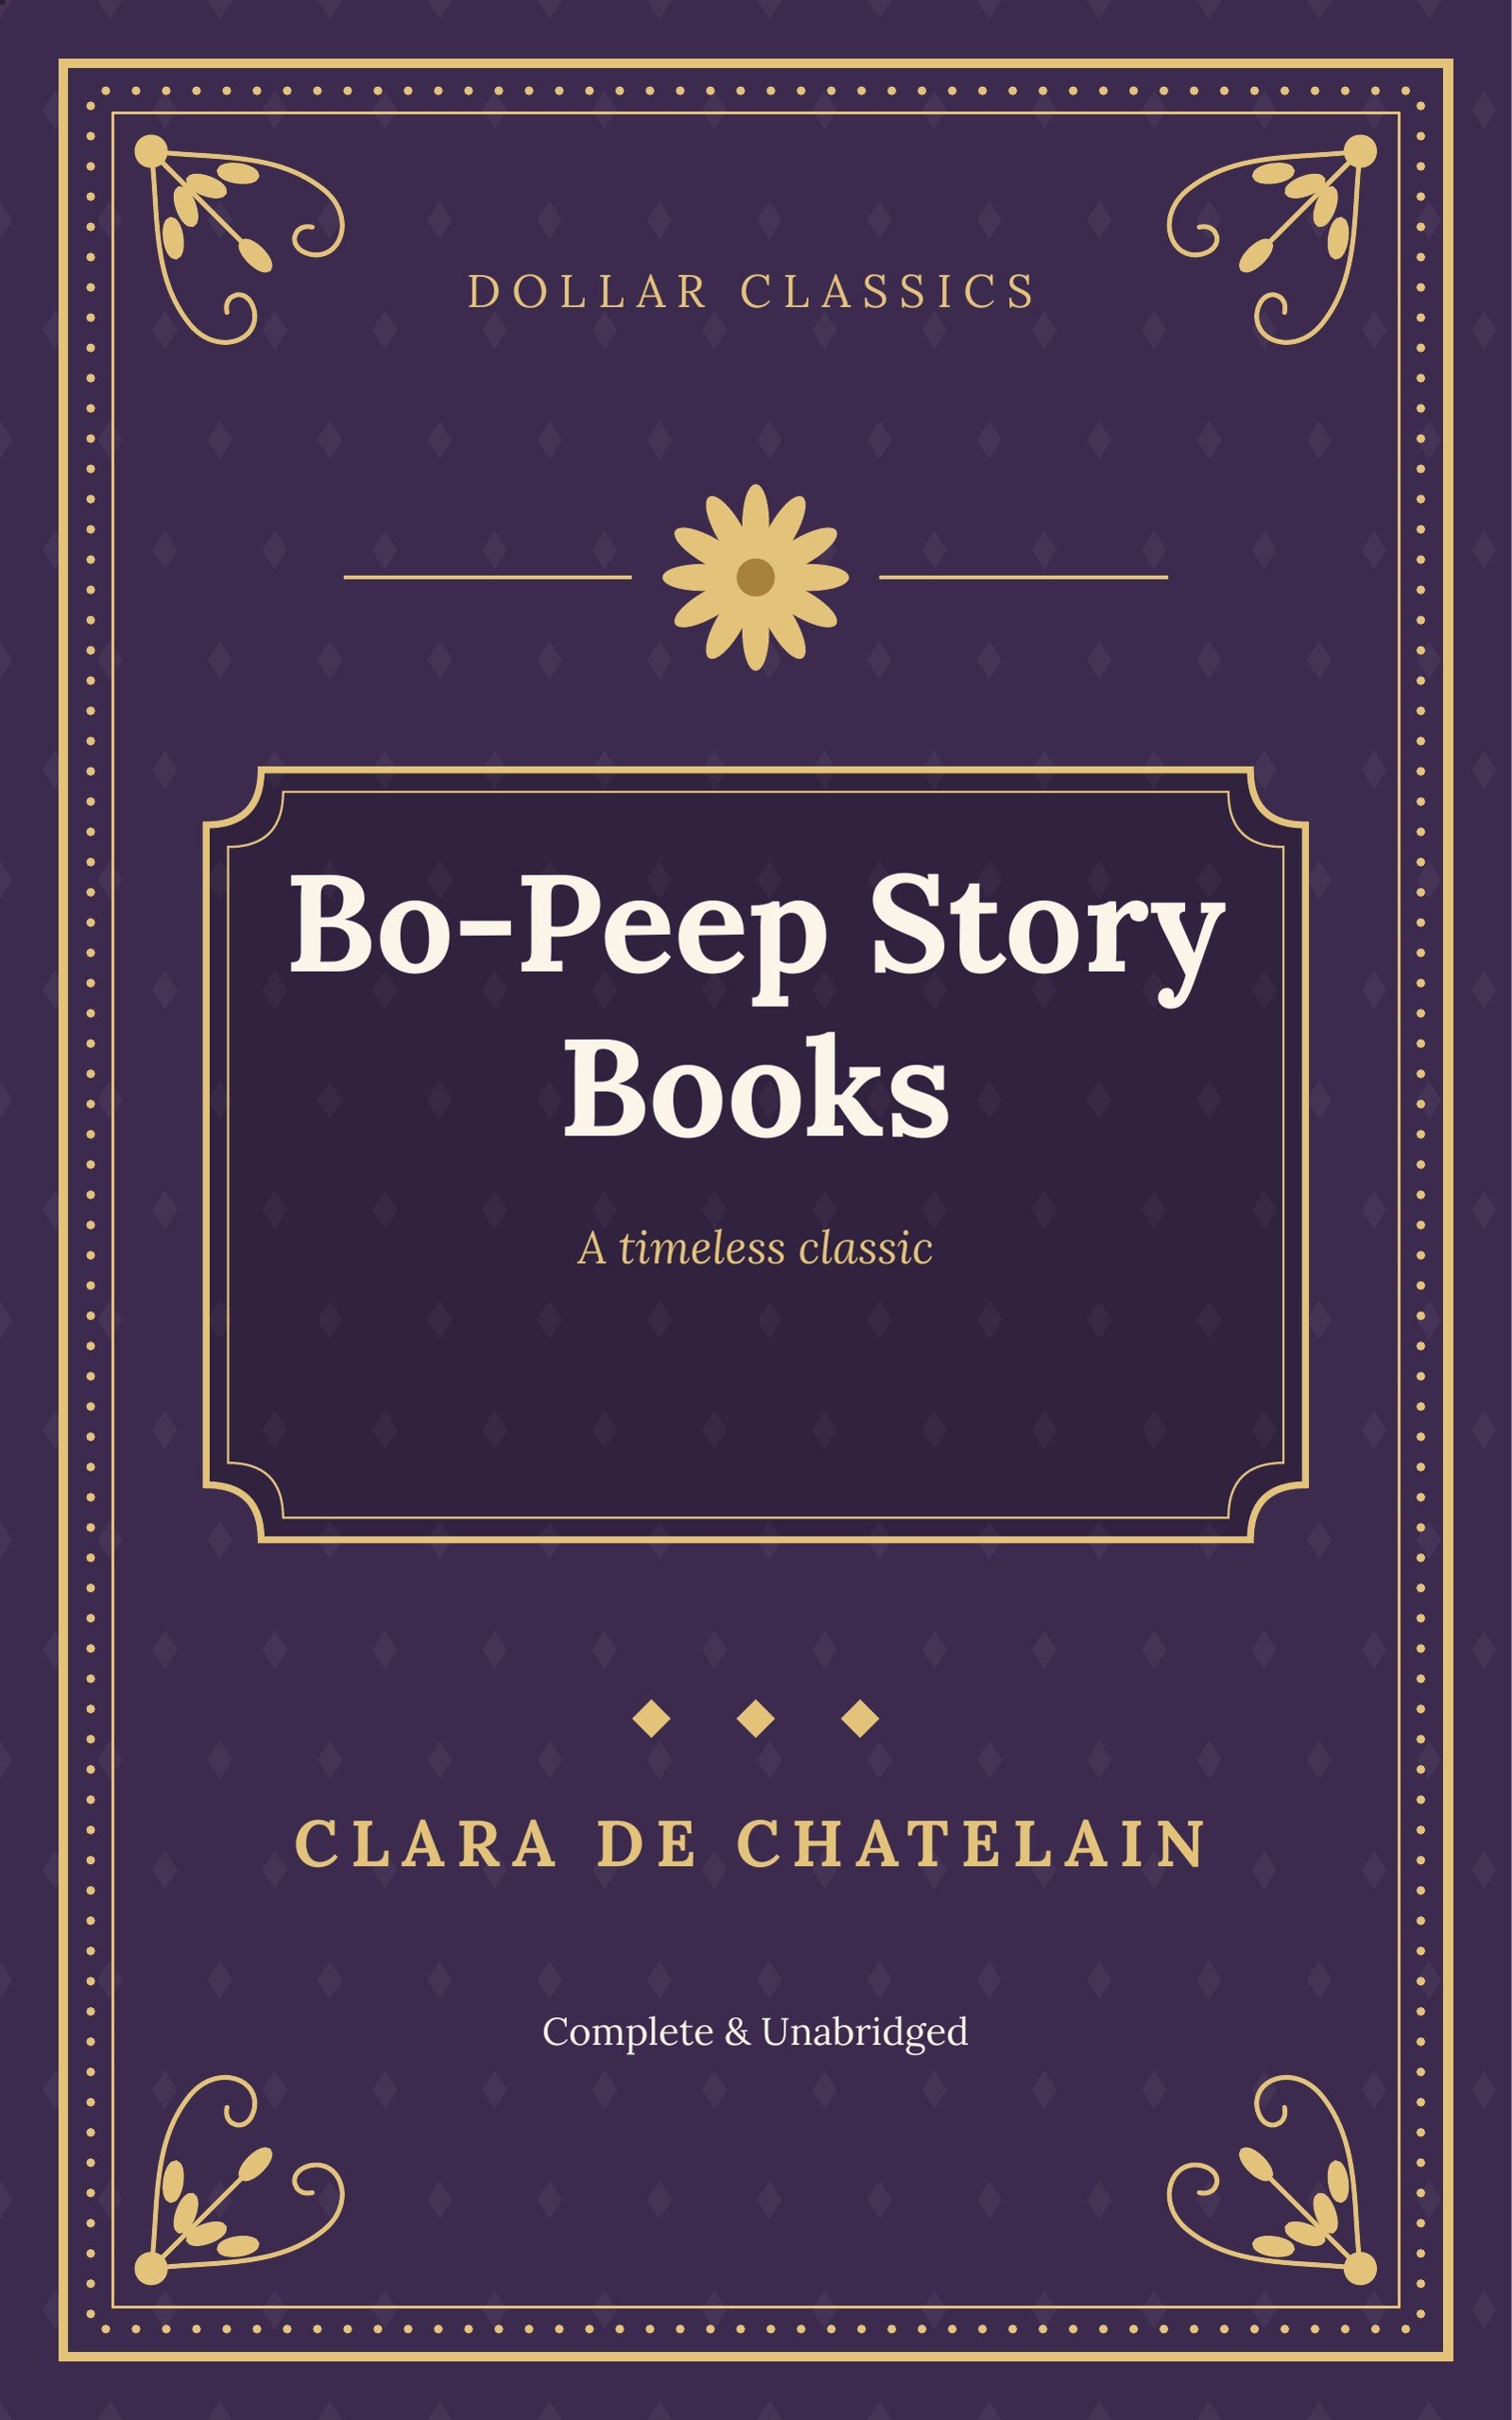 DOLLAR CLASSICS
Bo-Peep Story
Books
A timeless classic
CLARA DE CHATELAIN
Complete & Unabridged